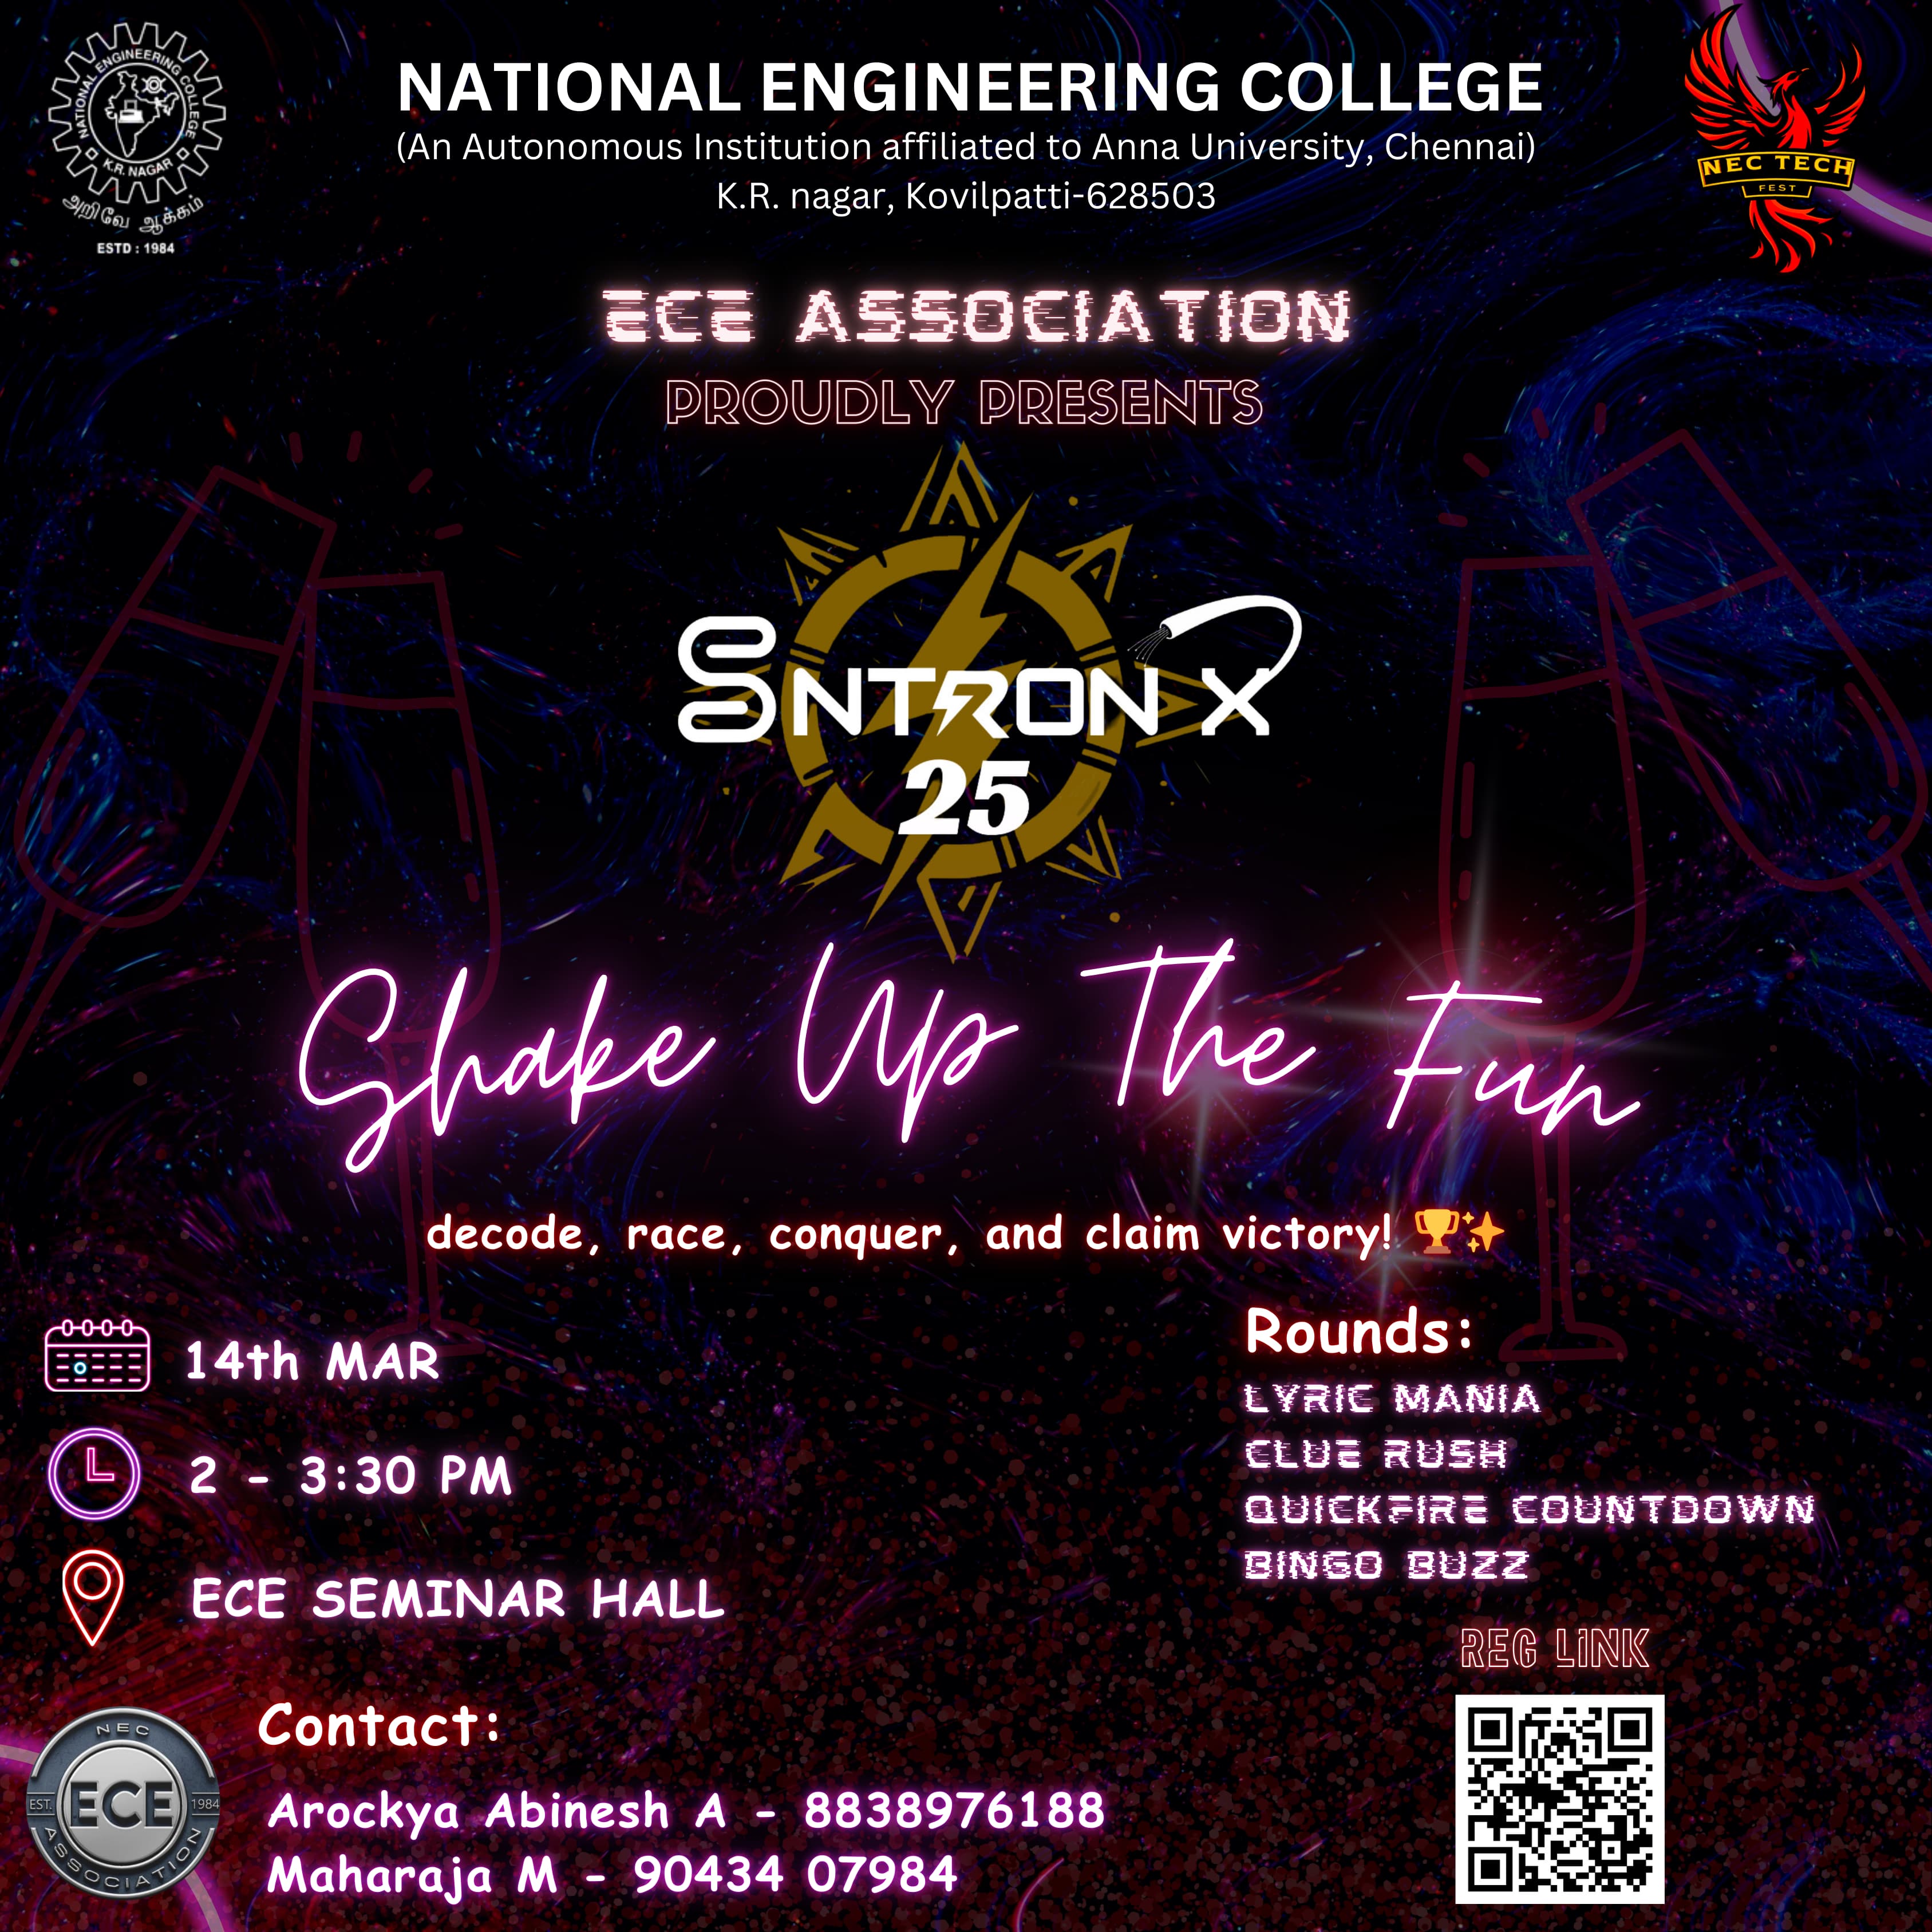 NATIONAL ENGINEERING COLLEGE
K.R. NAGAR
அறிவே ஆக்கம்
ESTD : 1984
NATIONAL ENGINEERING COLLEGE
(An Autonomous Institution affiliated to Anna University, Chennai)
K.R. nagar, Kovilpatti-628503
NEC TECH
FEST
ECE ASSOCIATION
PROUDLY PRESENTS
ENTRON X
25
Shake Up The Fun
decode, race, conquer, and claim victory! 🏆✨
14th MAR
2 - 3:30 PM
ECE SEMINAR HALL
Rounds:
LYRIC MANIA
CLUE RUSH
QUICKFIRE COUNTDOWN
BINGO BUZZ
REG LINK
Contact:
Arockya Abinesh A - 8838976188
Maharaja M - 90434 07984
NEC
EST. ECE 1984
ASSOCIATION